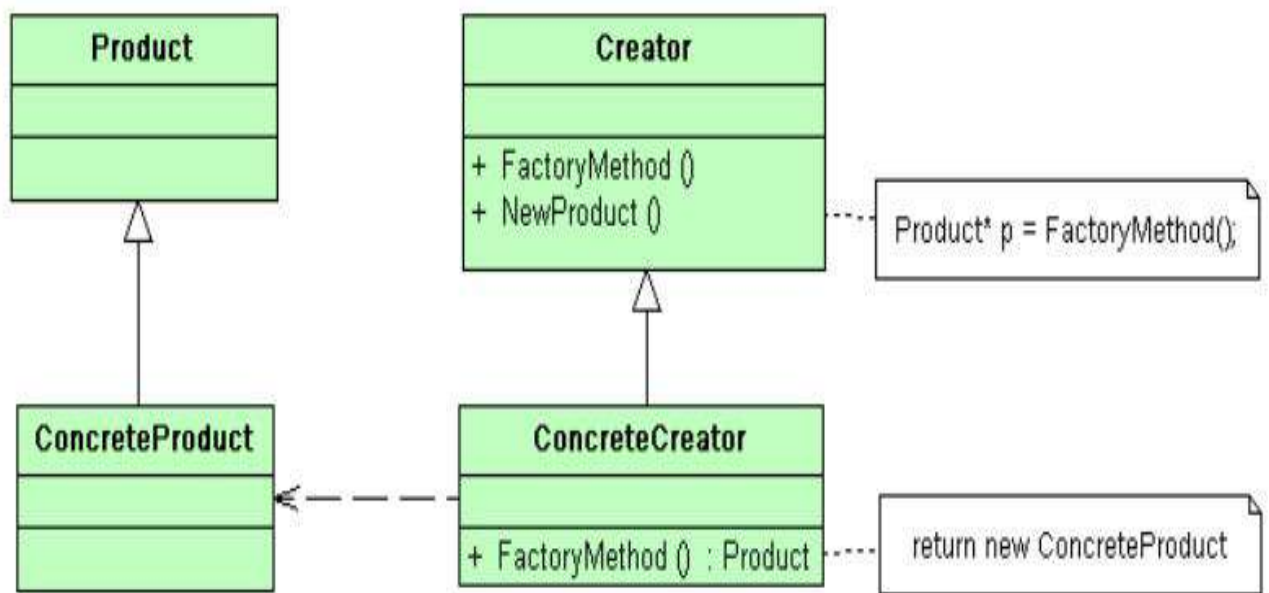 Product
Creator
+ FactoryMethod ()
+ NewProduct ()
Product* p = FactoryMethod();
ConcreteProduct
ConcreteCreator
+ FactoryMethod () : Product
return new ConcreteProduct